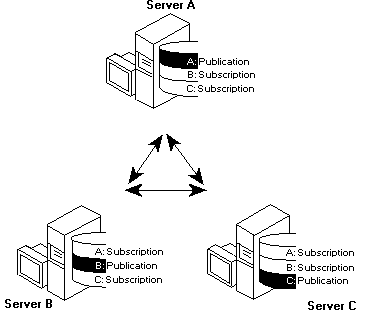 Server A
A: Publication
B: Subscription
C: Subscription
A: Subscription
B: Publication
C: Subscription
Server B
A: Subscription
B: Subscription
C: Publication
Server C